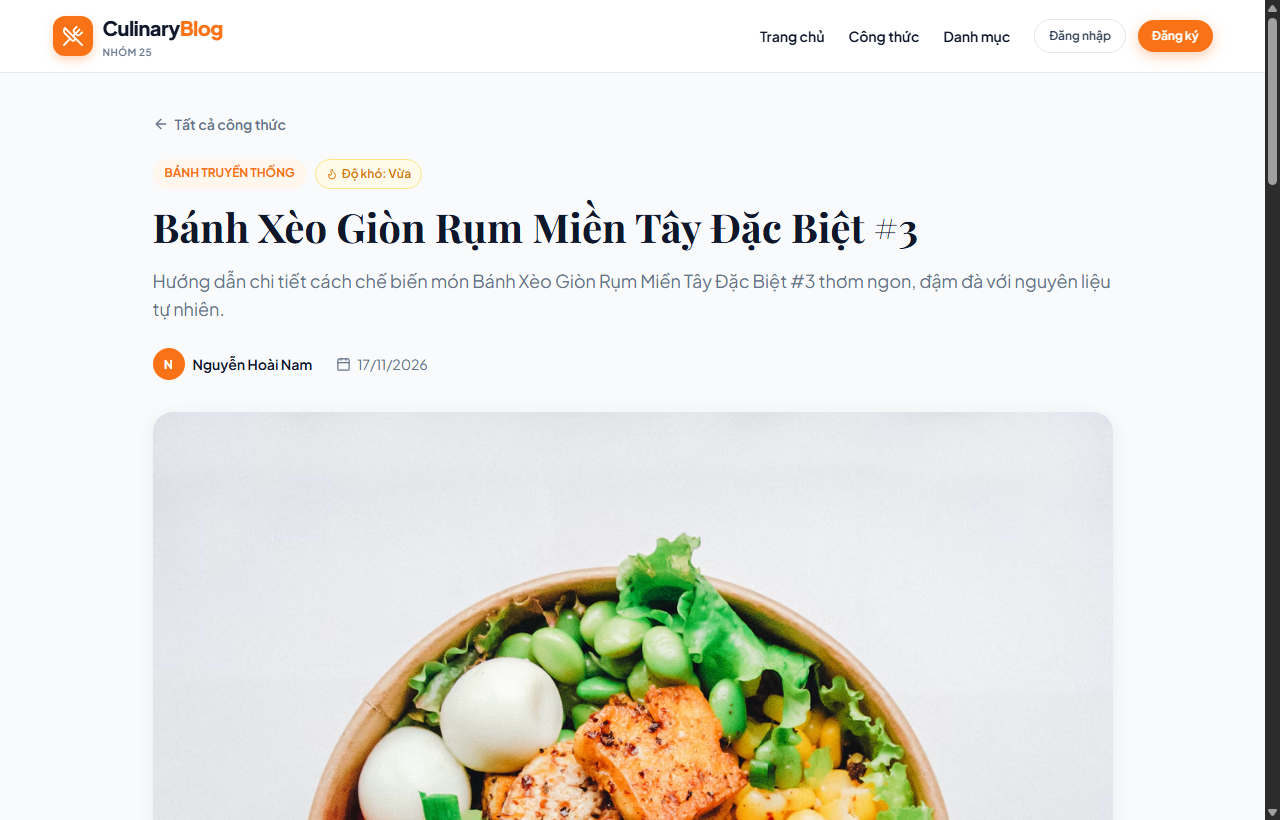 CulinaryBlog
NHÓM 25
Trang chủ
Công thức
Danh mục
Đăng nhập
Đăng ký
Tất cả công thức
BÁNH TRUYỀN THỐNG
Độ khó: Vừa
Bánh Xèo Giòn Rụm Miền Tây Đặc Biệt #3
Hướng dẫn chi tiết cách chế biến món Bánh Xèo Giòn Rụm Miền Tây Đặc Biệt #3 thơm ngon, đậm đà với nguyên liệu
tự nhiên.
N
Nguyễn Hoài Nam
17/11/2026